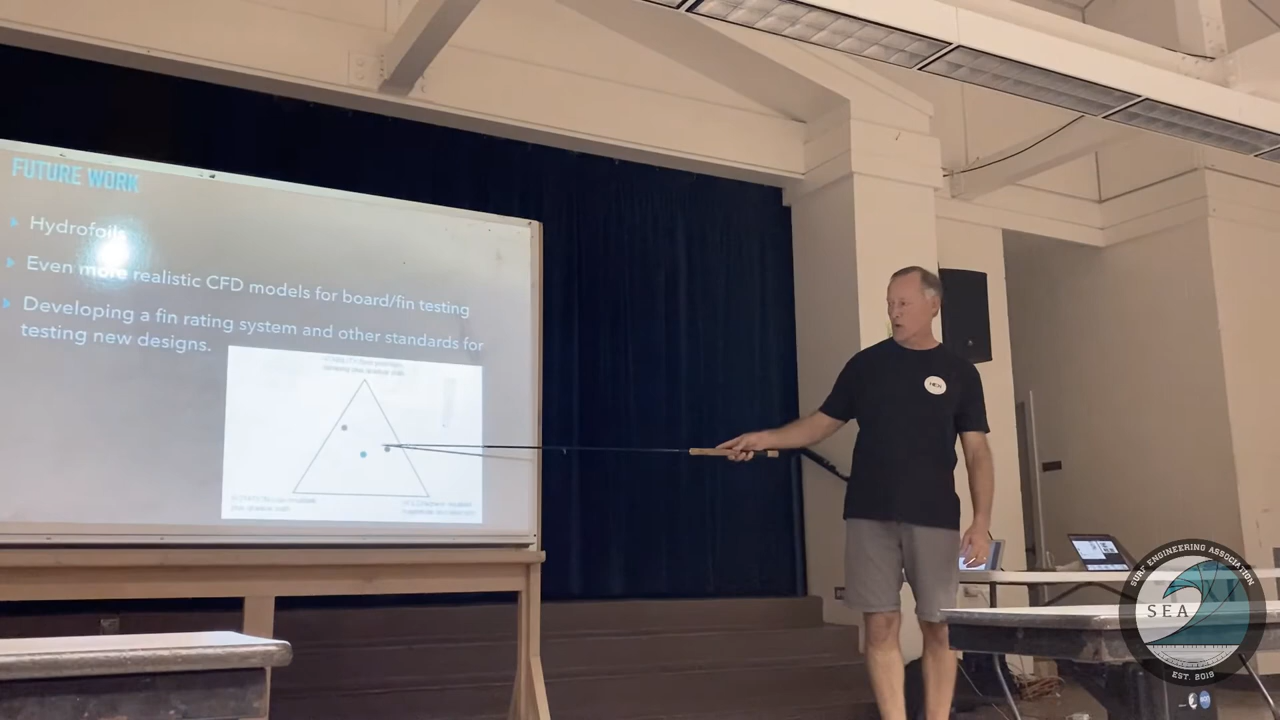 FUTURE WORK
Hydrofoils
Even more realistic CFD models for board/fin testing
Developing a fin rating system and other standards for
testing new designs.
SURF ENGINEERING ASSOCIATION
SEA
EST. 2019